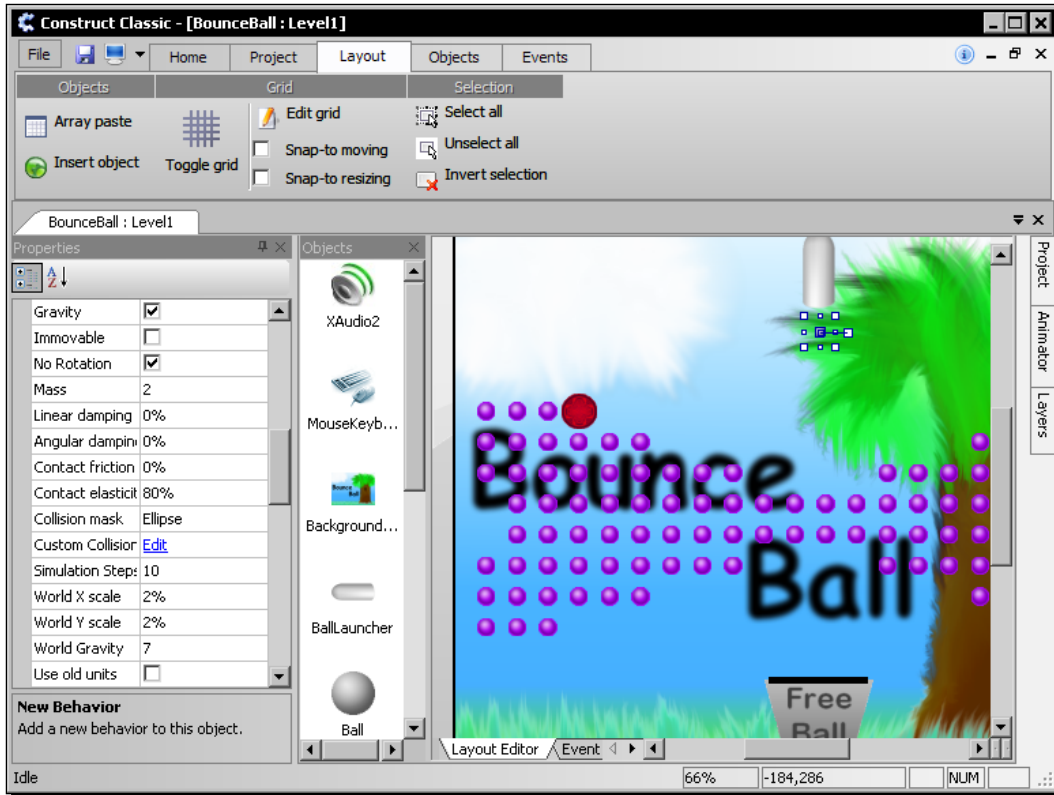 Construct Classic - [BounceBall : Level1]
File
Home
Project
Layout
Objects
Events
Objects
Grid
Selection
Array paste
Insert object
Toggle grid
Edit grid
Snap-to moving
Snap-to resizing
Select all
Unselect all
Invert selection
BounceBall : Level1
Properties
A
Z
Gravity
Immovable
No Rotation
Mass 2
Linear damping 0%
Angular dampin 0%
Contact friction 0%
Contact elasticit 80%
Collision mask Ellipse
Custom Collision Edit
Simulation Steps 10
World X scale 2%
World Y scale 2%
World Gravity 7
Use old units
New Behavior
Add a new behavior to this object.
Objects
XAudio2
MouseKeyb...
Background...
BallLauncher
Ball
Bounce
Ball
Free
Ball
Project
Animator
Layers
Layout Editor
Event
Idle
66%
-184,286
NUM